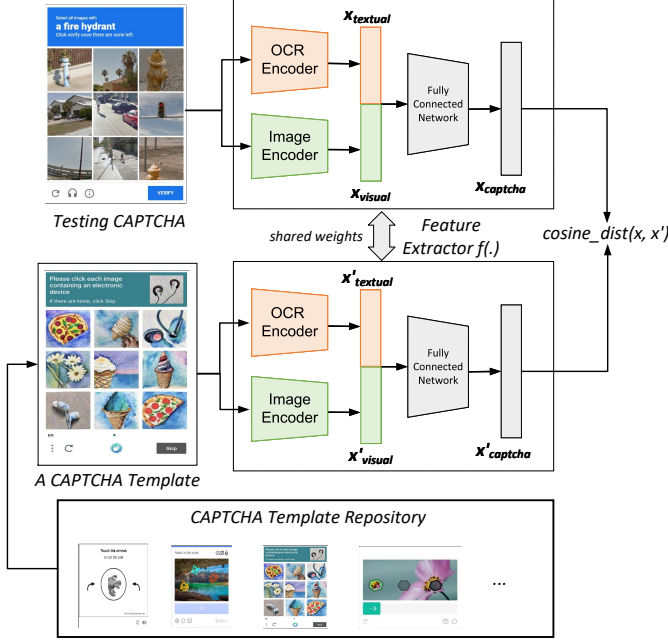 Select all images with
a fire hydrant
Click verify once there are none left.
VERIFY
Testing CAPTCHA
OCR
Encoder
Image
Encoder
x_textual
x_visual
Fully
Connected
Network
x_captcha
shared weights
Feature
Extractor f(.)
cosine_dist(x, x')
Please click each image
containing an electronic
device
If there are None, click Skip
EN
Skip
A CAPTCHA Template
OCR
Encoder
Image
Encoder
x'_textual
x'_visual
Fully
Connected
Network
x'_captcha
CAPTCHA Template Repository
Touch the arrows
...